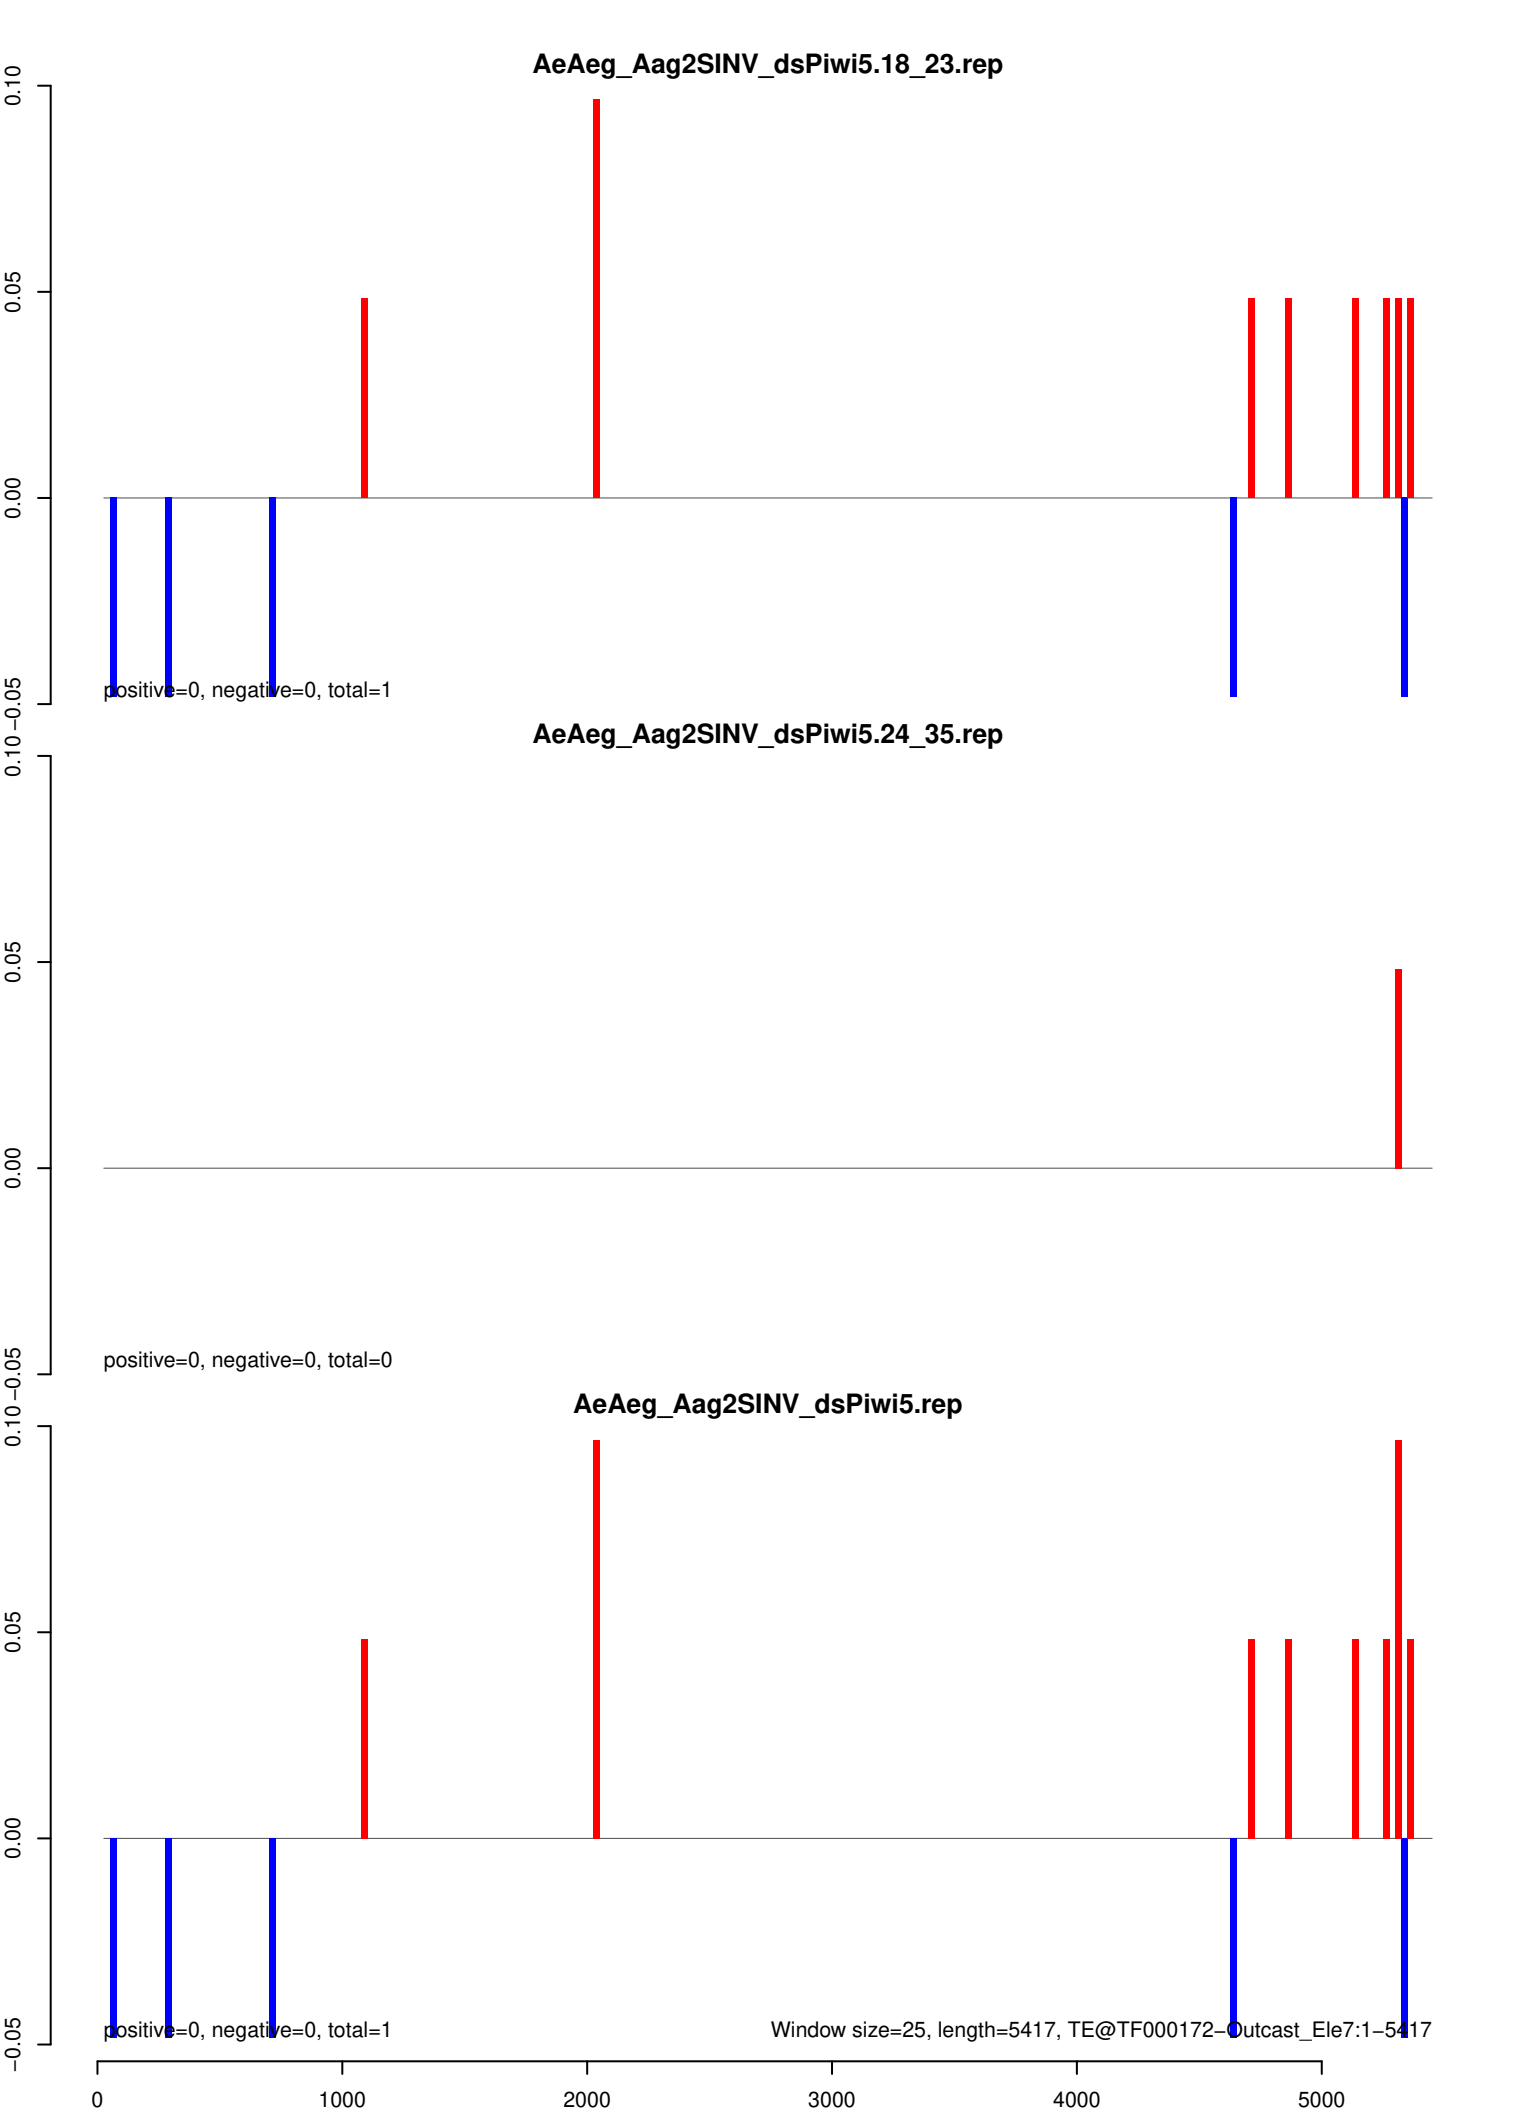 AeAeg_Aag2SINV_dsPiwi5.18_23.rep
0.10
0.05
0.00
−0.05
positive=0, negative=0, total=1
AeAeg_Aag2SINV_dsPiwi5.24_35.rep
0.10
0.05
0.00
−0.05
positive=0, negative=0, total=0
AeAeg_Aag2SINV_dsPiwi5.rep
0.10
0.05
0.00
−0.05
positive=0, negative=0, total=1
Window size=25, length=5417, TE@TF000172−Outcast_Ele7:1−5417
0 1000 2000 3000 4000 5000